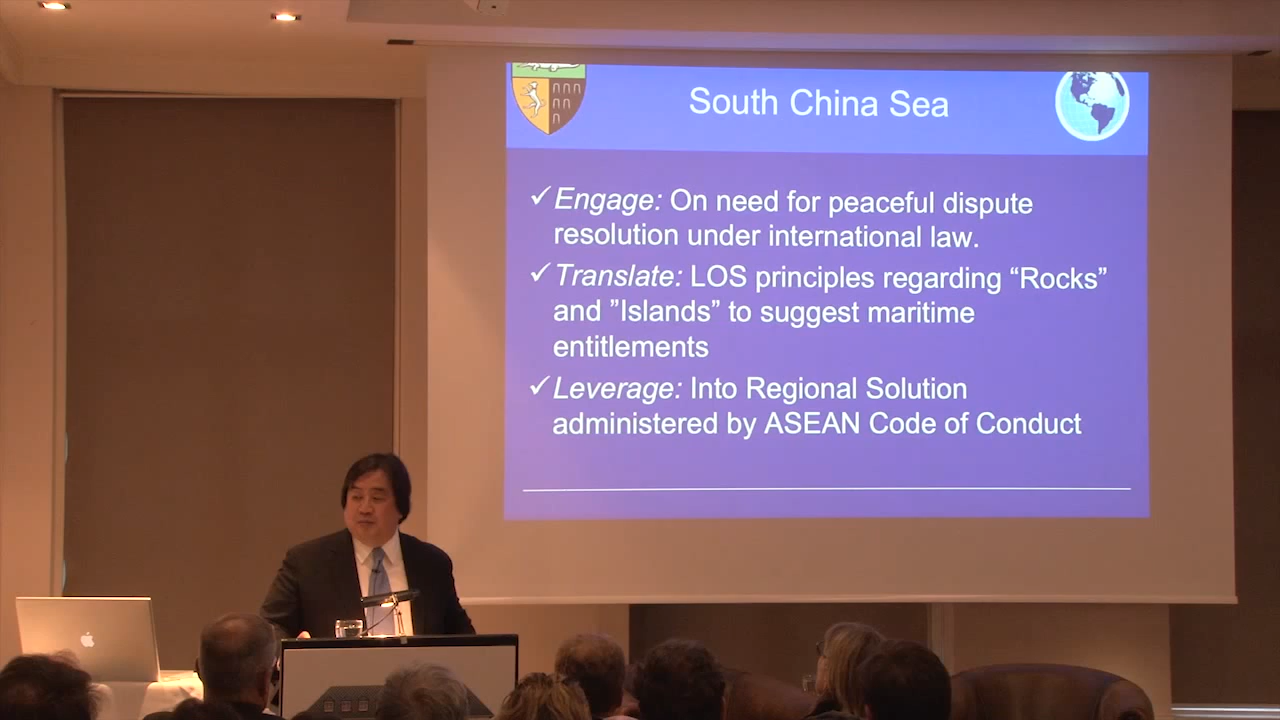 South China Sea
✓ Engage: On need for peaceful dispute
resolution under international law.
✓ Translate: LOS principles regarding “Rocks”
and ”Islands” to suggest maritime
entitlements
✓ Leverage: Into Regional Solution
administered by ASEAN Code of Conduct